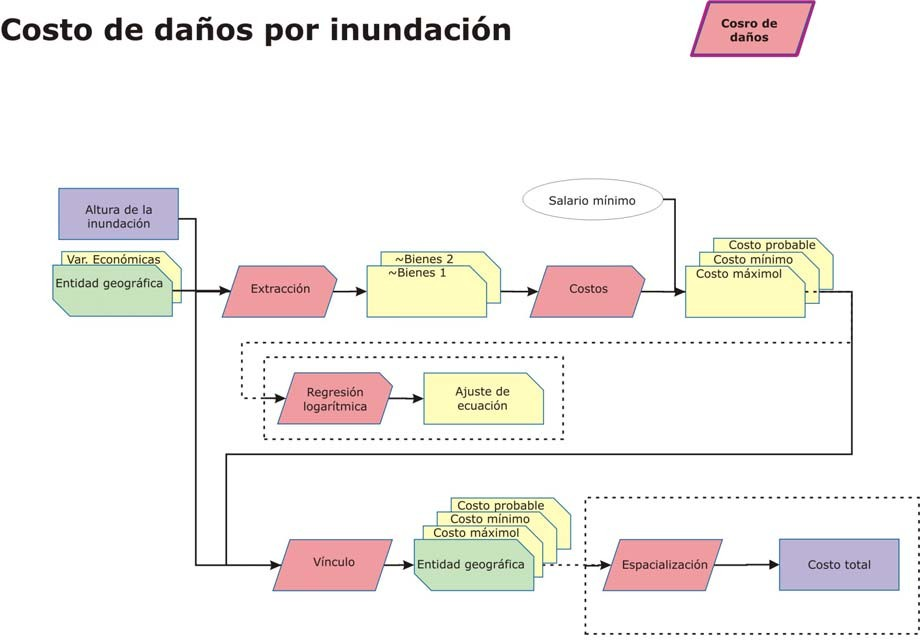 Costo de daños por inundación
Cosro de
daños
Altura de la
inundación
Salario mínimo
Var. Económicas
Entidad geográfica
Extracción
~Bienes 2
~Bienes 1
Costos
Costo probable
Costo mínimo
Costo máximol
Regresión
logarítmica
Ajuste de
ecuación
Costo probable
Costo mínimo
Costo máximol
Vínculo
Entidad geográfica
Espacialización
Costo total